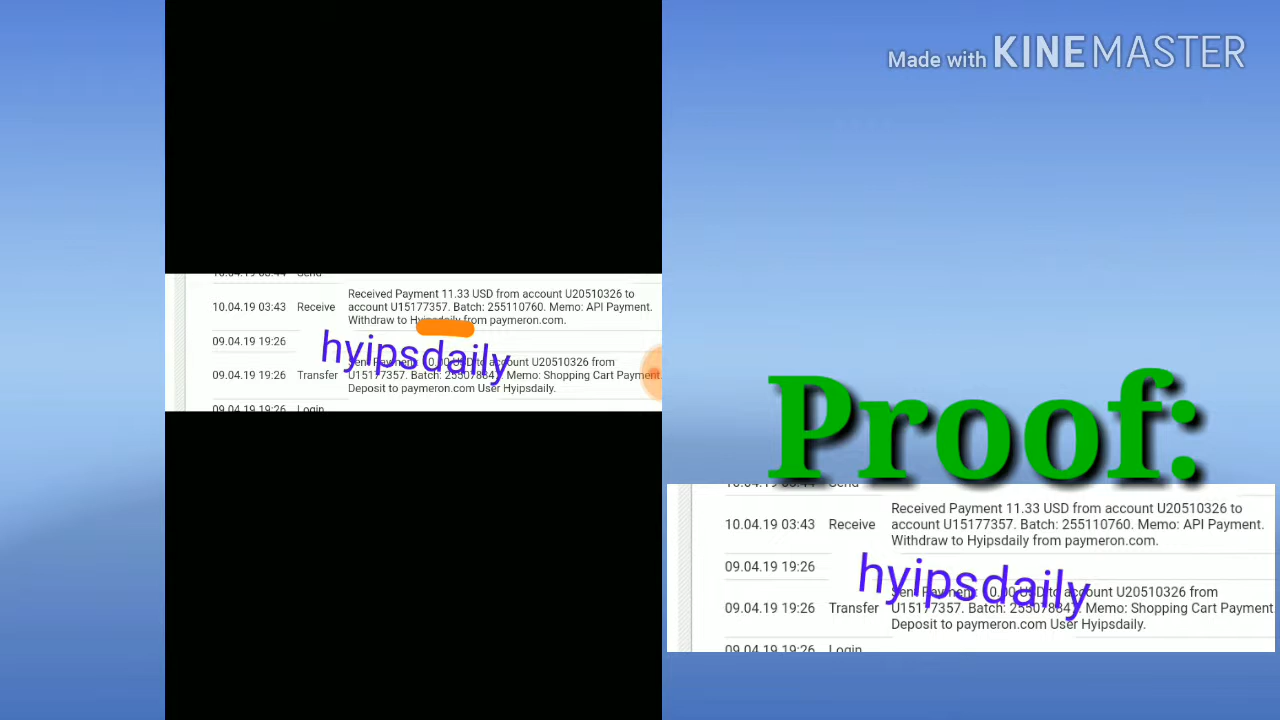 Made with KINEMASTER
Received Payment 11.33 USD from account U20510326 to
10.04.19 03:43 Receive account U15177357. Batch: 255110760. Memo: API Payment.
Withdraw to Hyipsdaily from paymeron.com.
09.04.19 19:26
hyipsdaily
account U20510326 from
09.04.19 19:26 Transfer U15177357. Batch: Memo: Shopping Cart Payment
Deposit to paymeron.com User Hyipsdaily.
09.04.19 19:26 Login
Proof:
Received Payment 11.33 USD from account U20510326 to
10.04.19 03:43 Receive account U15177357. Batch: 255110760. Memo: API Payment.
Withdraw to Hyipsdaily from paymeron.com.
09.04.19 19:26
hyipsdaily
Sent Payment: 10.00 USD to account U20510326 from
09.04.19 19:26 Transfer U15177357. Batch: Memo: Shopping Cart Payment
Deposit to paymeron.com User Hyipsdaily.
09.04.19 19:26 Login